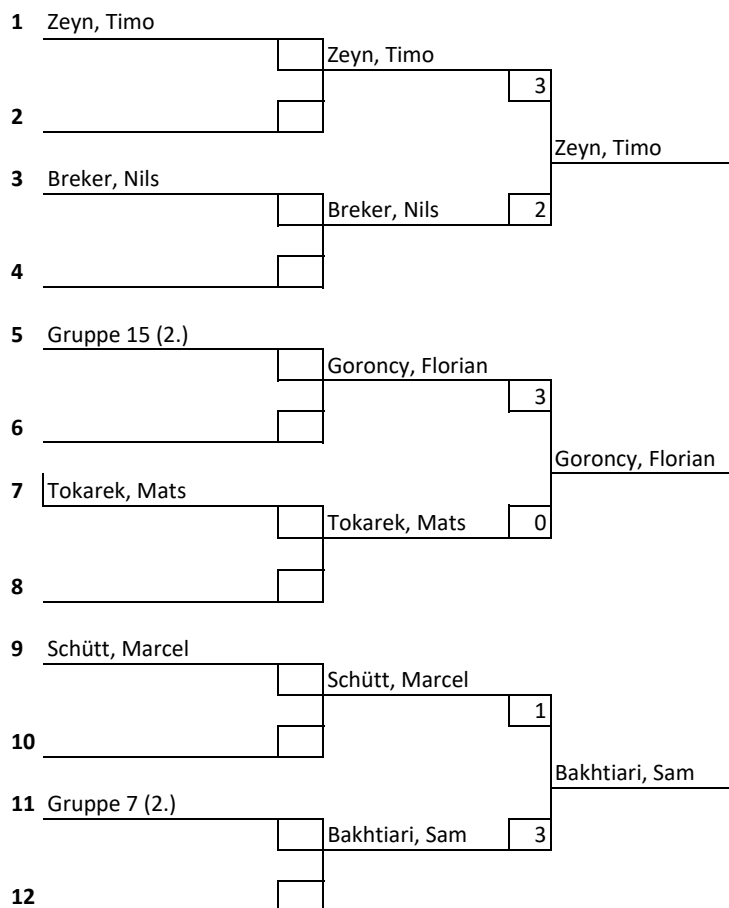 1 Zeyn, Timo
Zeyn, Timo
3
2
Zeyn, Timo
3 Breker, Nils
Breker, Nils 2
4
5 Gruppe 15 (2.)
Goroncy, Florian
3
6
Goroncy, Florian
7 Tokarek, Mats
Tokarek, Mats 0
8
9 Schütt, Marcel
Schütt, Marcel
1
10
Bakhtiari, Sam
11 Gruppe 7 (2.)
Bakhtiari, Sam 3
12